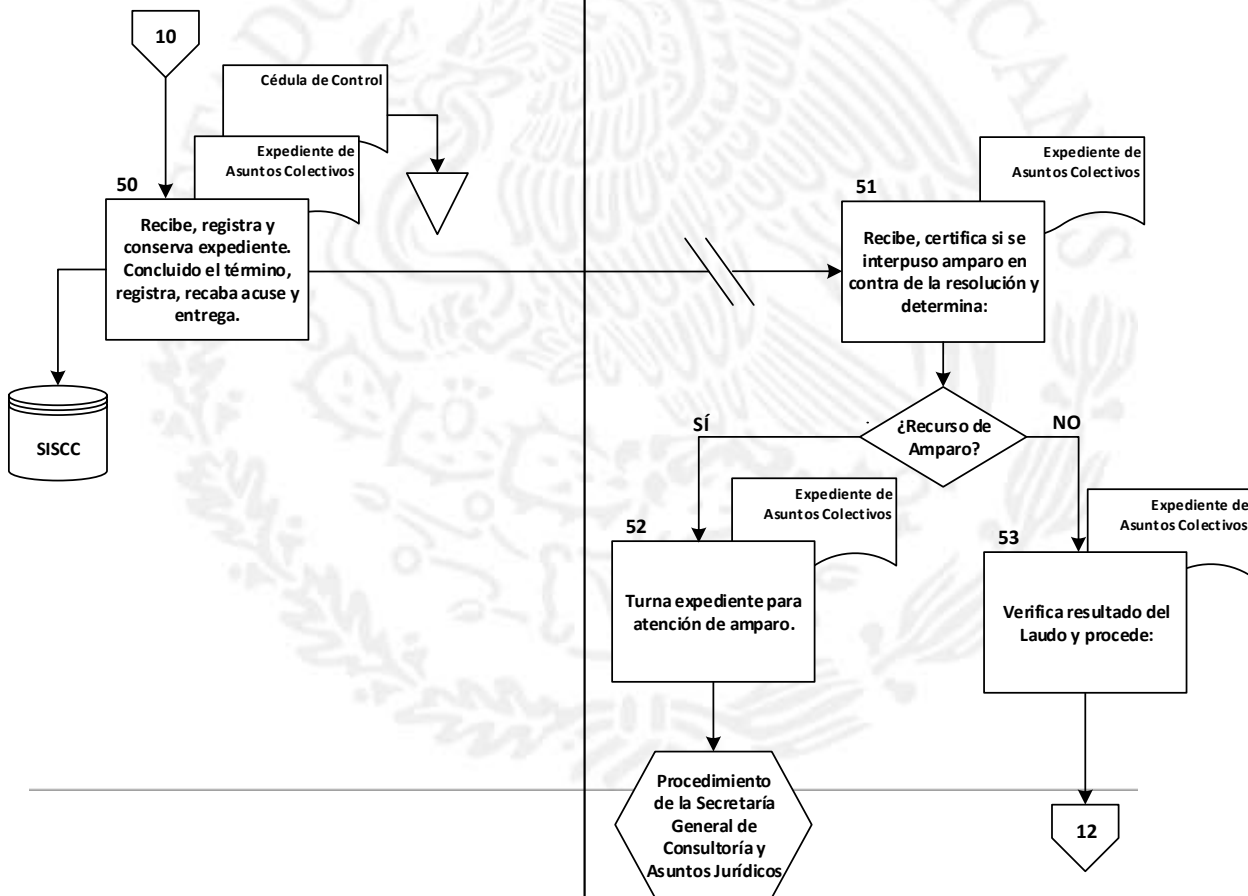 10
Cédula de Control
Expediente de
Asuntos Colectivos
50
Recibe, registra y
conserva expediente.
Concluido el término,
registra, recaba acuse y
entrega.
SISCC
Expediente de
Asuntos Colectivos
51
Recibe, certifica si se
interpuso amparo en
contra de la resolución y
determina:
¿Recurso de
Amparo?
SÍ
NO
Expediente de
Asuntos Colectivos
52
Turna expediente para
atención de amparo.
Expediente de
Asuntos Colectivos
53
Verifica resultado del
Laudo y procede:
Procedimiento
de la Secretaría
General de
Consultoría y
Asuntos Jurídicos
12